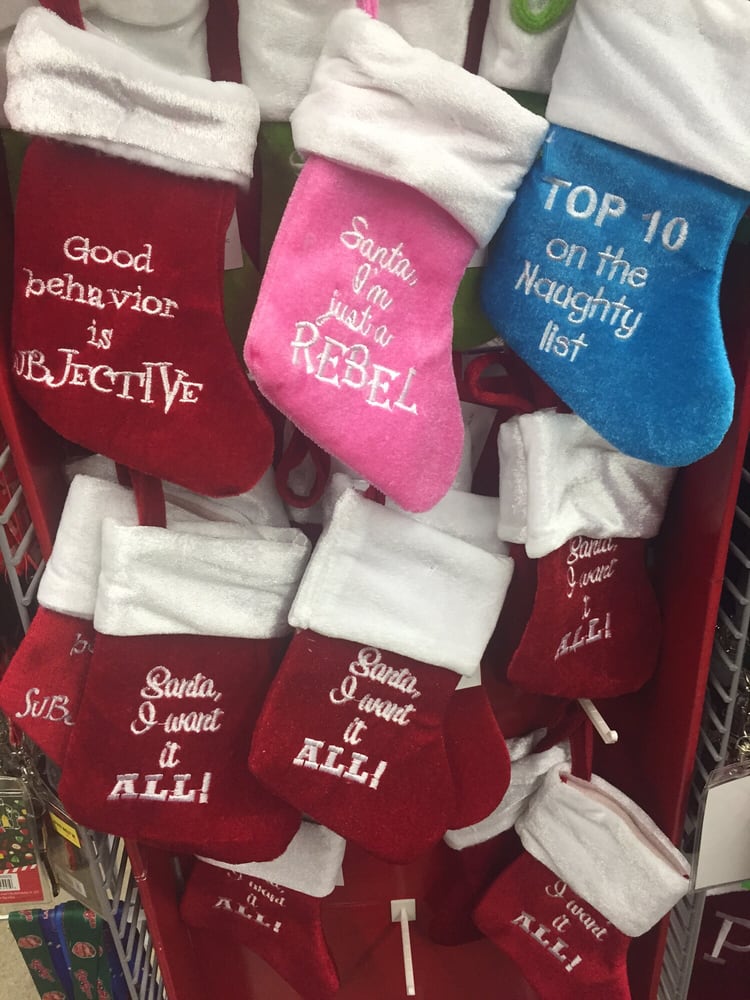 Good
behavior
is
SUBJECTIVE
Santa,
I'm
just a
REBEL
TOP 10
on the
Naughty
list
Santa,
I want
it
ALL!
SUB
Santa,
I want
it
ALL!
Santa,
I want
it
ALL!
ALL!
I want
it
ALL!
P